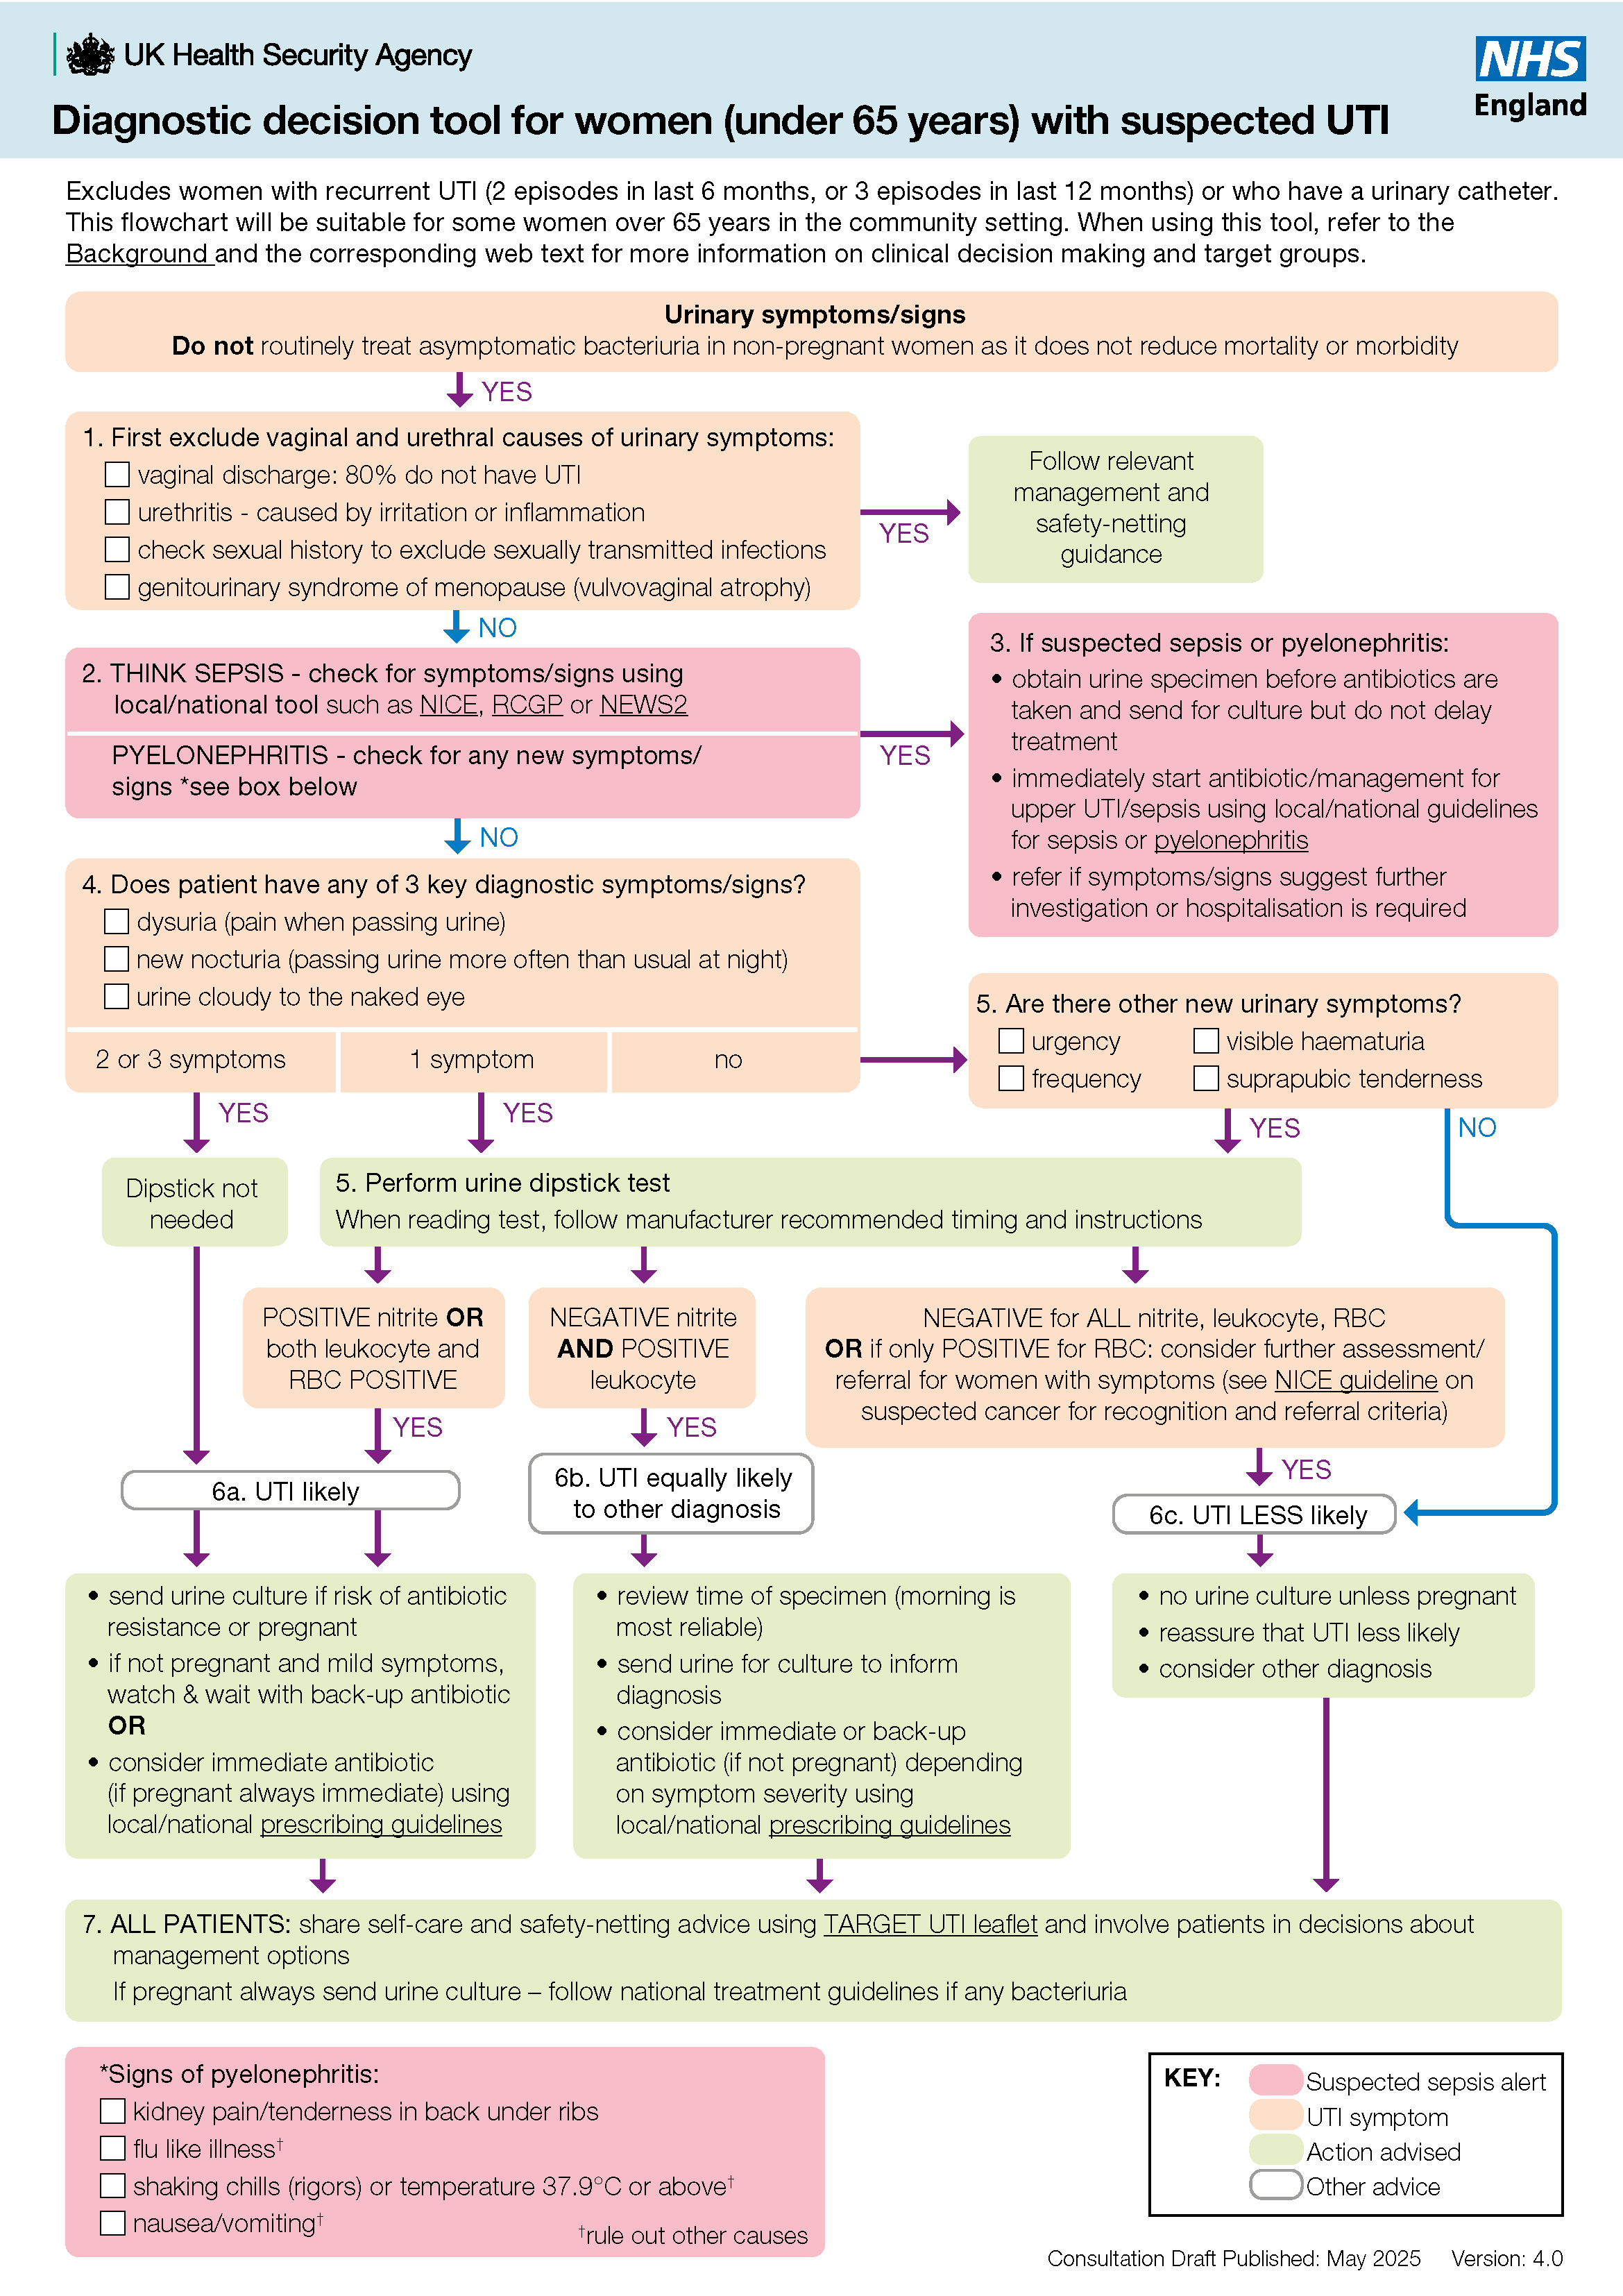 UK Health Security Agency
NHS
England
Diagnostic decision tool for women (under 65 years) with suspected UTI
Excludes women with recurrent UTI (2 episodes in last 6 months, or 3 episodes in last 12 months) or who have a urinary catheter.
This flowchart will be suitable for some women over 65 years in the community setting. When using this tool, refer to the
Background and the corresponding web text for more information on clinical decision making and target groups.
Urinary symptoms/signs
Do not routinely treat asymptomatic bacteriuria in non-pregnant women as it does not reduce mortality or morbidity
YES
1. First exclude vaginal and urethral causes of urinary symptoms:
vaginal discharge: 80% do not have UTI
urethritis - caused by irritation or inflammation
check sexual history to exclude sexually transmitted infections
genitourinary syndrome of menopause (vulvovaginal atrophy)
YES
Follow relevant
management and
safety-netting
guidance
NO
2. THINK SEPSIS - check for symptoms/signs using
local/national tool such as NICE, RCGP or NEWS2
PYELONEPHRITIS - check for any new symptoms/
signs *see box below
YES
3. If suspected sepsis or pyelonephritis:
• obtain urine specimen before antibiotics are
taken and send for culture but do not delay
treatment
• immediately start antibiotic/management for
upper UTI/sepsis using local/national guidelines
for sepsis or pyelonephritis
• refer if symptoms/signs suggest further
investigation or hospitalisation is required
NO
4. Does patient have any of 3 key diagnostic symptoms/signs?
dysuria (pain when passing urine)
new nocturia (passing urine more often than usual at night)
urine cloudy to the naked eye
2 or 3 symptoms
1 symptom
no
5. Are there other new urinary symptoms?
urgency
visible haematuria
frequency
suprapubic tenderness
YES
YES
YES
NO
Dipstick not
needed
5. Perform urine dipstick test
When reading test, follow manufacturer recommended timing and instructions
POSITIVE nitrite OR
both leukocyte and
RBC POSITIVE
NEGATIVE nitrite
AND POSITIVE
leukocyte
NEGATIVE for ALL nitrite, leukocyte, RBC
OR if only POSITIVE for RBC: consider further assessment/
referral for women with symptoms (see NICE guideline on
suspected cancer for recognition and referral criteria)
YES
YES
YES
6a. UTI likely
6b. UTI equally likely
to other diagnosis
6c. UTI LESS likely
• send urine culture if risk of antibiotic
resistance or pregnant
• if not pregnant and mild symptoms,
watch & wait with back-up antibiotic
OR
• consider immediate antibiotic
(if pregnant always immediate) using
local/national prescribing guidelines
• review time of specimen (morning is
most reliable)
• send urine for culture to inform
diagnosis
• consider immediate or back-up
antibiotic (if not pregnant) depending
on symptom severity using
local/national prescribing guidelines
• no urine culture unless pregnant
• reassure that UTI less likely
• consider other diagnosis
7. ALL PATIENTS: share self-care and safety-netting advice using TARGET UTI leaflet and involve patients in decisions about
management options
If pregnant always send urine culture – follow national treatment guidelines if any bacteriuria
*Signs of pyelonephritis:
kidney pain/tenderness in back under ribs
flu like illness†
shaking chills (rigors) or temperature 37.9°C or above†
nausea/vomiting†
†rule out other causes
KEY:
Suspected sepsis alert
UTI symptom
Action advised
Other advice
Consultation Draft Published: May 2025 Version: 4.0